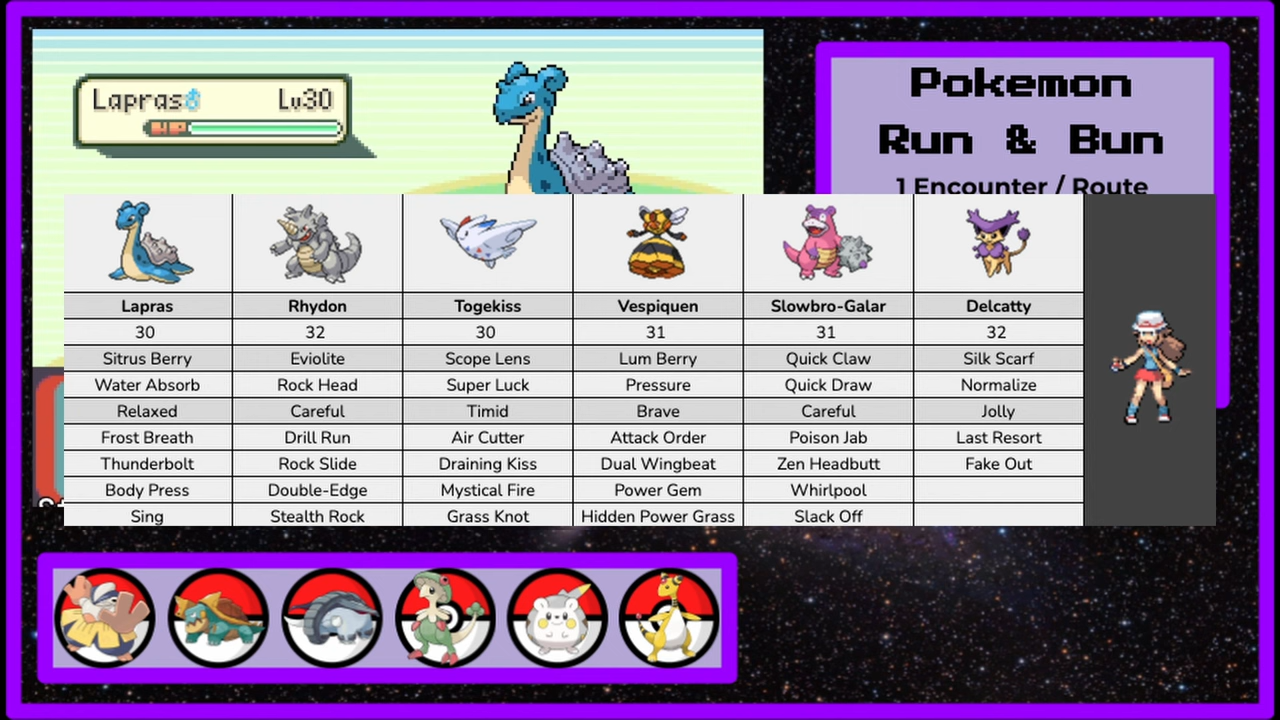 Lapras♂ Lv30
HP
Pokemon
Run & Bun
1 Encounter / Route
Lapras Rhydon Togekiss Vespiquen Slowbro-Galar Delcatty
30 32 30 31 31 32
Sitrus Berry Eviolite Scope Lens Lum Berry Quick Claw Silk Scarf
Water Absorb Rock Head Super Luck Pressure Quick Draw Normalize
Relaxed Careful Timid Brave Careful Jolly
Frost Breath Drill Run Air Cutter Attack Order Poison Jab Last Resort
Thunderbolt Rock Slide Draining Kiss Dual Wingbeat Zen Headbutt Fake Out
Body Press Double-Edge Mystical Fire Power Gem Whirlpool
Sing Stealth Rock Grass Knot Hidden Power Grass Slack Off